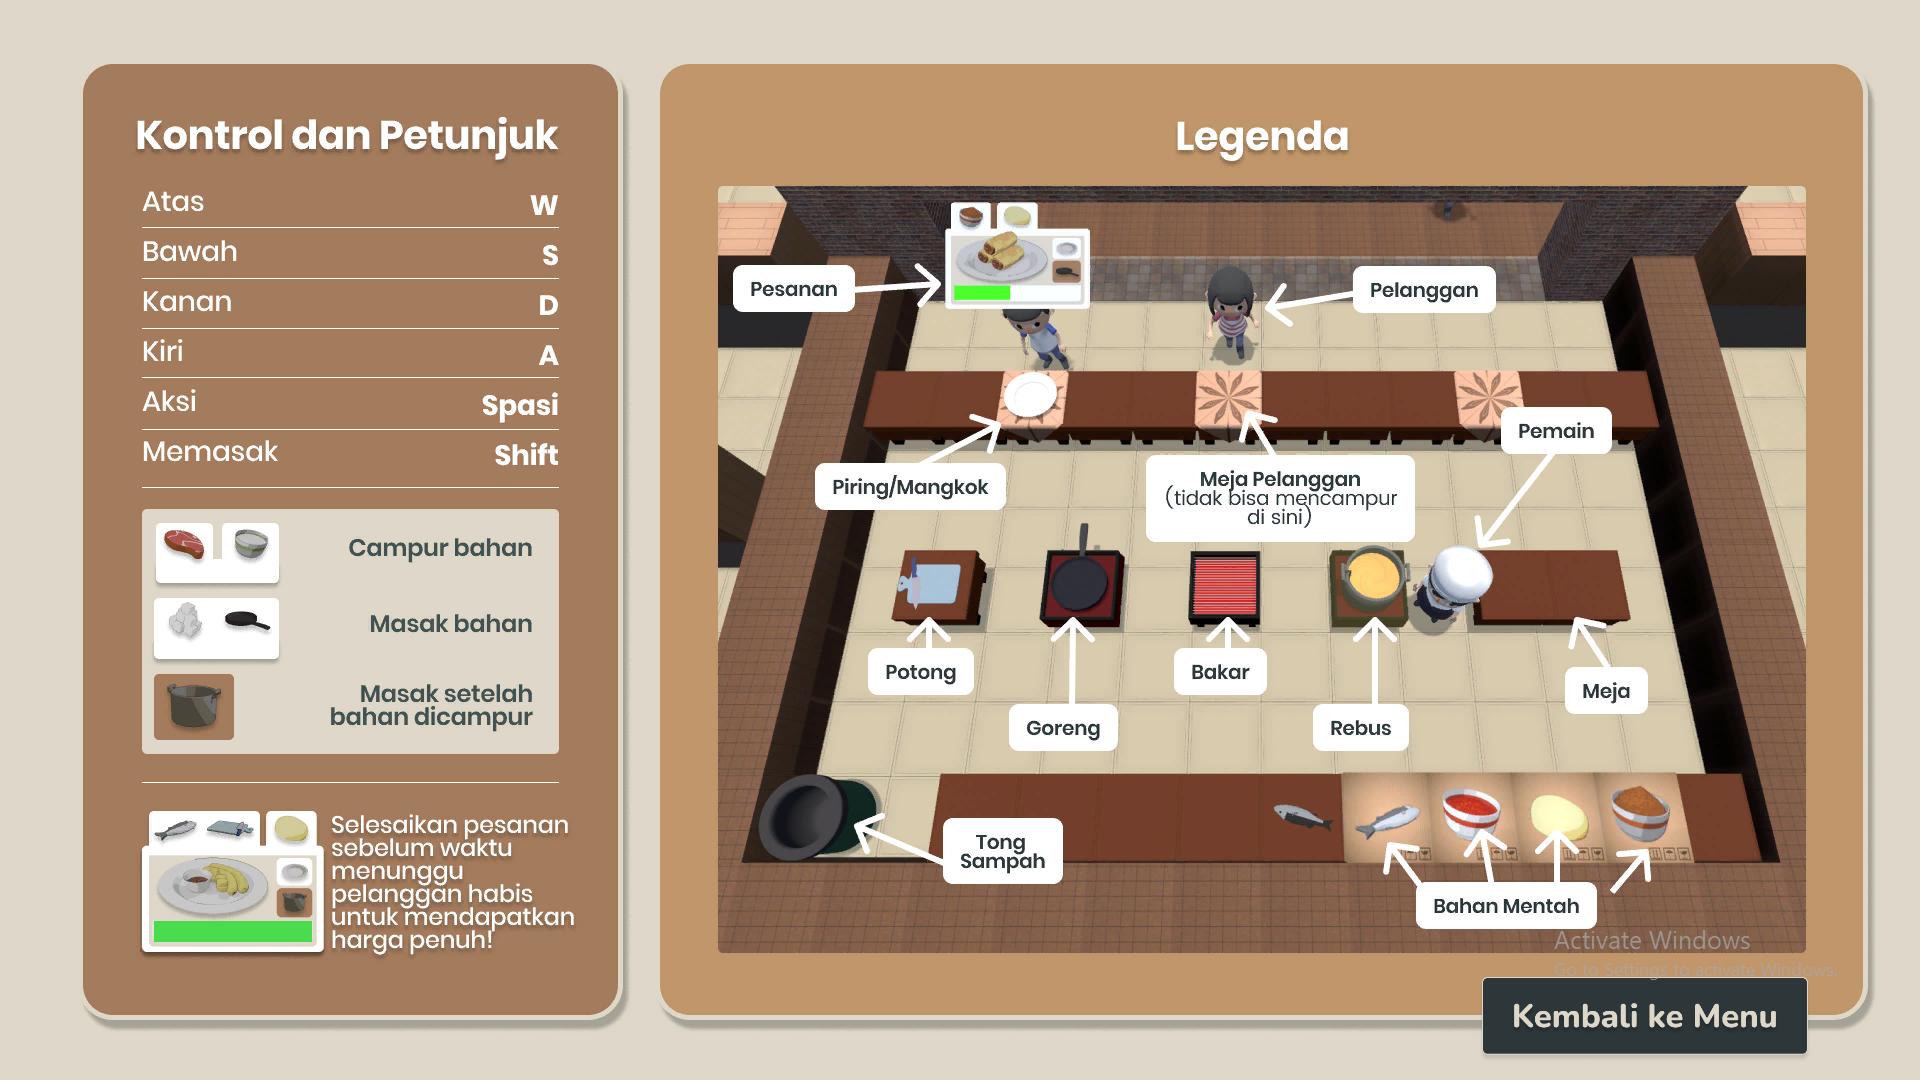 Kontrol dan Petunjuk
Atas W
Bawah S
Kanan D
Kiri A
Aksi Spasi
Memasak Shift
Campur bahan
Masak bahan
Masak setelah
bahan dicampur
Selesaikan pesanan
sebelum waktu
menunggu
pelanggan habis
untuk mendapatkan
harga penuh!
Legenda
Pesanan
Pelanggan
Pemain
Piring/Mangkok
Meja Pelanggan
(tidak bisa mencampur
di sini)
Potong
Bakar
Meja
Goreng
Rebus
Tong
Sampah
Bahan Mentah
Activate Windows
Go to Settings to activate Windows.
Kembali ke Menu